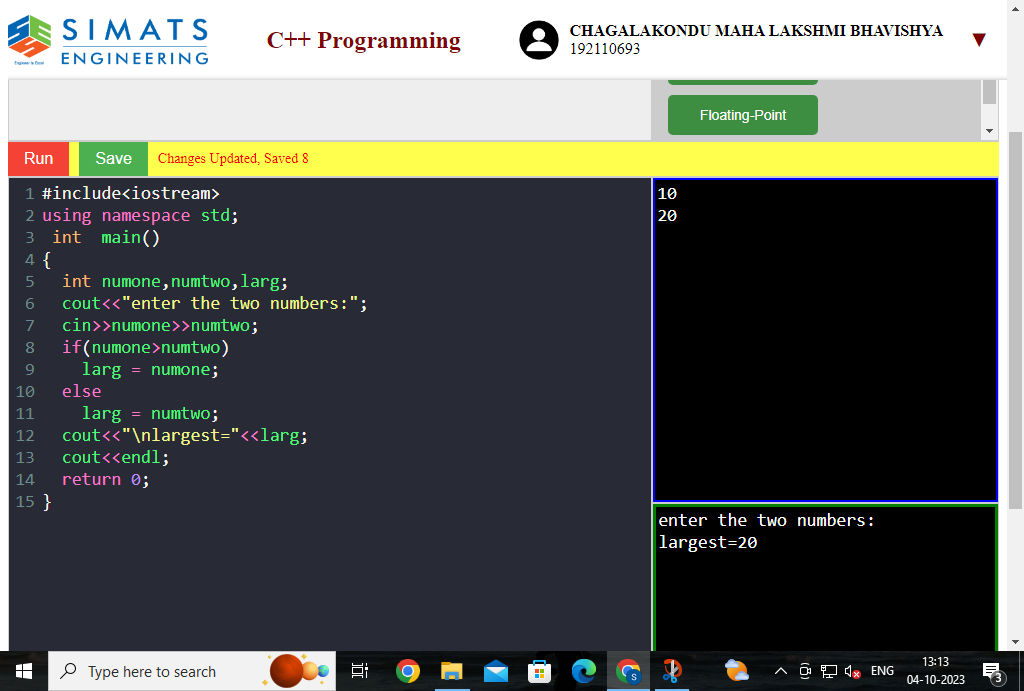 SIMATS
ENGINEERING
Engineer to Excel
C++ Programming
CHAGALAKONDU MAHA LAKSHMI BHAVISHYA
192110693
Floating-Point
Run
Save
Changes Updated, Saved 8
1 #include<iostream>
2 using namespace std;
3  int  main()
4 {
5   int numone,numtwo,larg;
6   cout<<"enter the two numbers:";
7   cin>>numone>>numtwo;
8   if(numone>numtwo)
9     larg = numone;
10   else
11     larg = numtwo;
12   cout<<"\nlargest="<<larg;
13   cout<<endl;
14   return 0;
15 }
10
20
enter the two numbers:
largest=20
Type here to search
S
ENG
13:13
04-10-2023
3